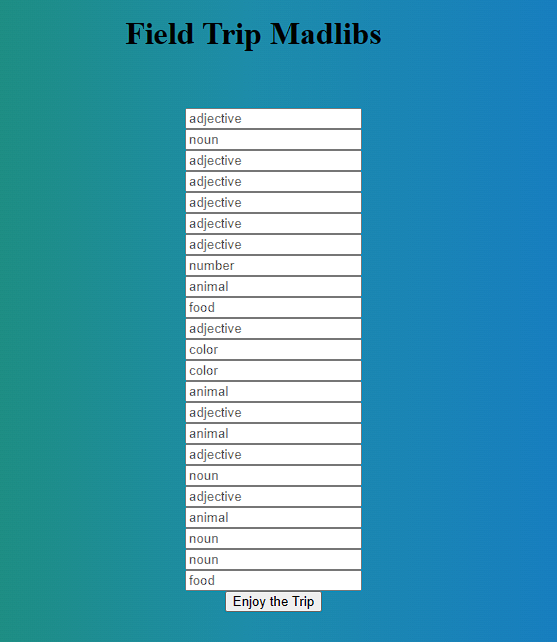 Field Trip Madlibs
adjective
noun
adjective
adjective
adjective
adjective
adjective
number
animal
food
adjective
color
color
animal
adjective
animal
adjective
noun
adjective
animal
noun
noun
food
Enjoy the Trip